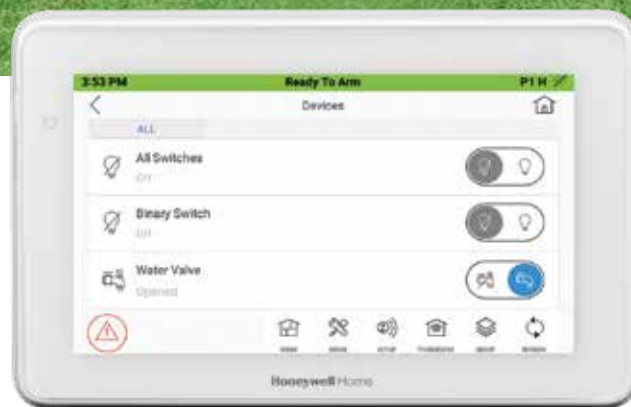 3:53 PM Ready To Arm P1 H
Devices
ALL
All Switches
Off
Binary Switch
Off
Water Valve
Opened
Honeywell Home